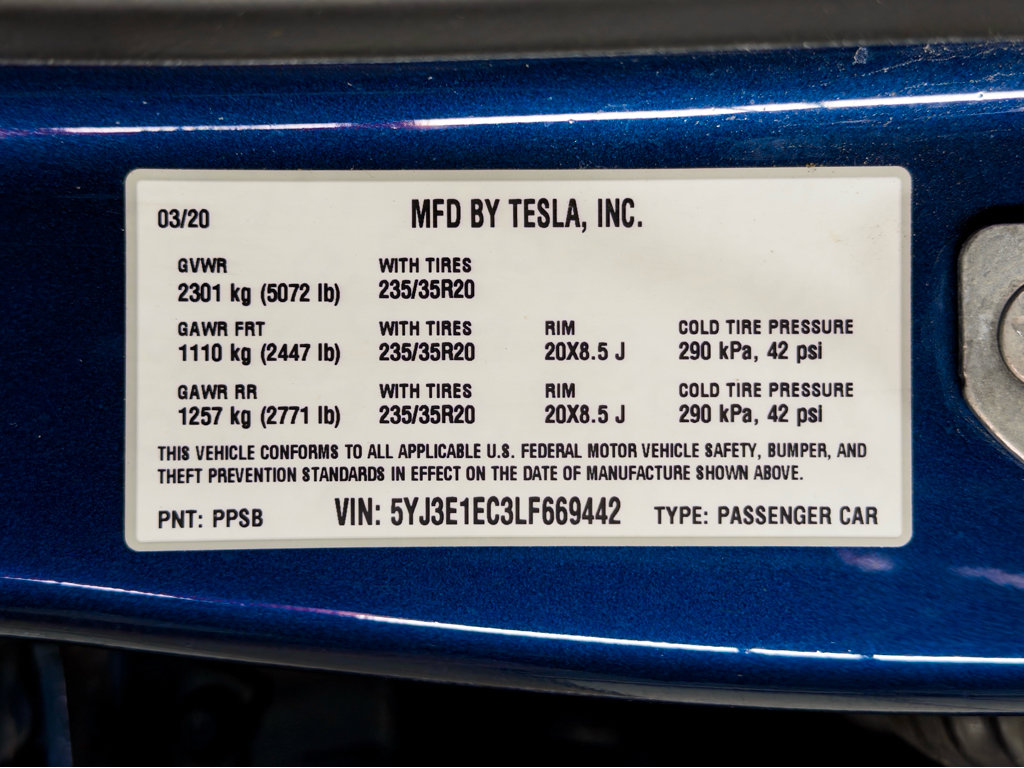 03/20 MFD BY TESLA, INC.
GVWR WITH TIRES
2301 kg (5072 lb) 235/35R20
GAWR FRT WITH TIRES RIM COLD TIRE PRESSURE
1110 kg (2447 lb) 235/35R20 20X8.5 J 290 kPa, 42 psi
GAWR RR WITH TIRES RIM COLD TIRE PRESSURE
1257 kg (2771 lb) 235/35R20 20X8.5 J 290 kPa, 42 psi
THIS VEHICLE CONFORMS TO ALL APPLICABLE U.S. FEDERAL MOTOR VEHICLE SAFETY, BUMPER, AND
THEFT PREVENTION STANDARDS IN EFFECT ON THE DATE OF MANUFACTURE SHOWN ABOVE.
PNT: PPSB VIN: 5YJ3E1EC3LF669442 TYPE: PASSENGER CAR